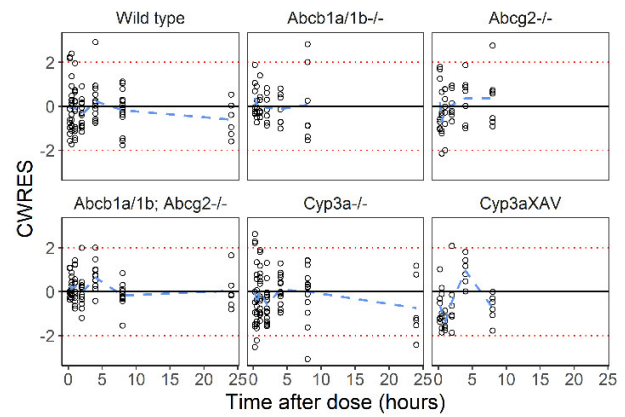 Wild type
Abcb1a/1b-/-
Abcg2-/-
2
0
-2
Abcb1a/1b; Abcg2-/-
Cyp3a-/-
Cyp3aXAV
2
0
-2
CWRES
0 5 10 15 20 25 0 5 10 15 20 25 0 5 10 15 20 25
Time after dose (hours)